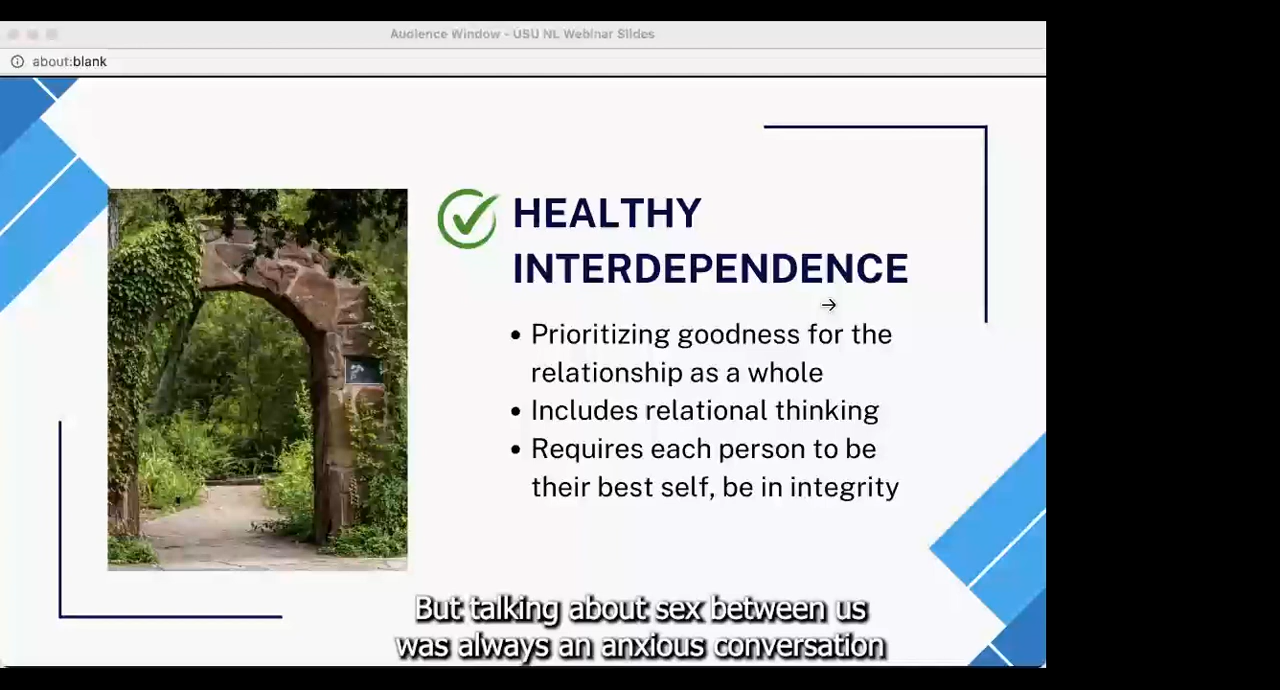 Audience Window - USU NL Webinar Slides
about:blank
HEALTHY
INTERDEPENDENCE
• Prioritizing goodness for the
relationship as a whole
• Includes relational thinking
• Requires each person to be
their best self, be in integrity
But talking about sex between us
was always an anxious conversation